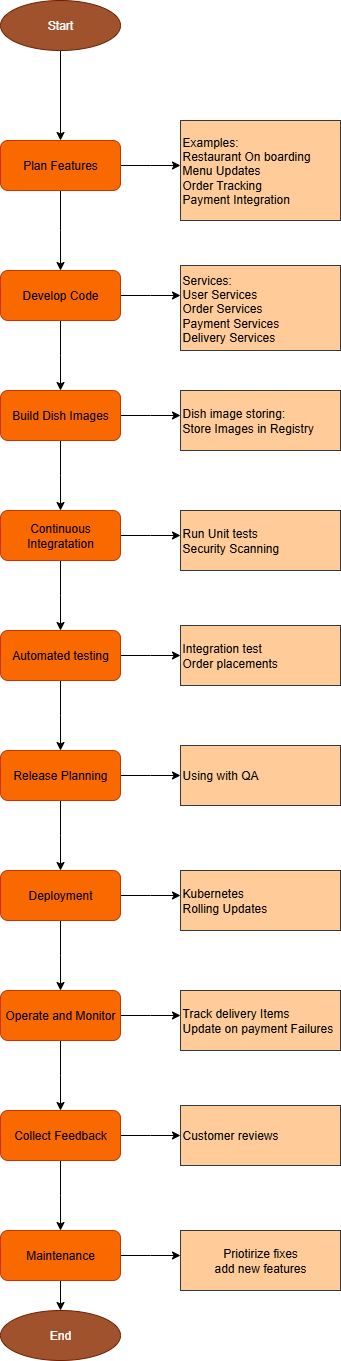 Start
Plan Features
Examples:
Restaurant On boarding
Menu Updates
Order Tracking
Payment Integration
Develop Code
Services:
User Services
Order Services
Payment Services
Delivery Services
Build Dish Images
Dish image storing:
Store Images in Registry
Continuous
Integratation
Run Unit tests
Security Scanning
Automated testing
Integration test
Order placements
Release Planning
Using with QA
Deployment
Kubernetes
Rolling Updates
Operate and Monitor
Track delivery Items
Update on payment Failures
Collect Feedback
Customer reviews
Maintenance
Priotirize fixes
add new features
End